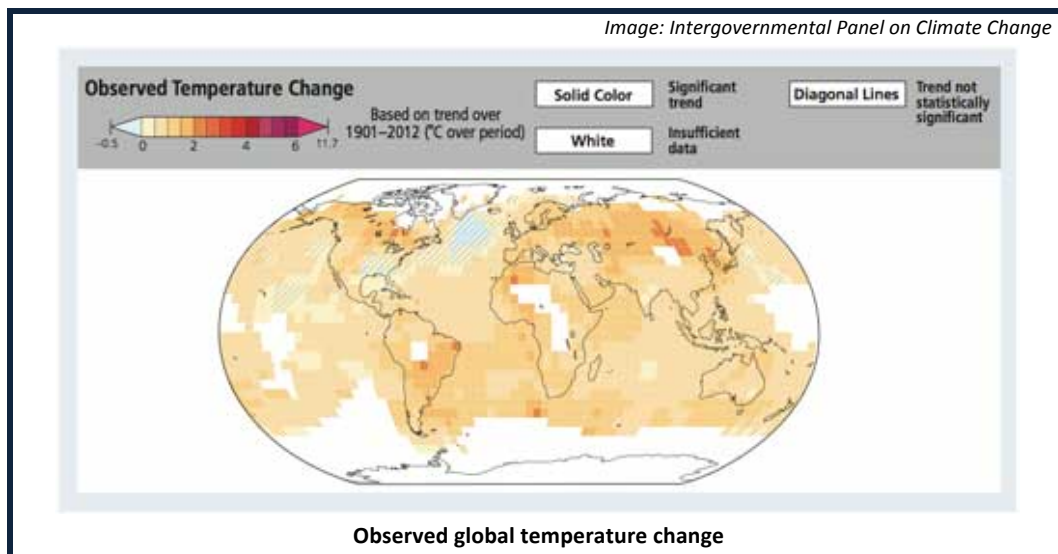 Image: Intergovernmental Panel on Climate Change
Observed Temperature Change
−0.5 0 2 4 6 11.7
Based on trend over
1901–2012 (°C over period)
Solid Color
Significant
trend
White
Insufficient
data
Diagonal Lines
Trend not
statistically
significant
Observed global temperature change